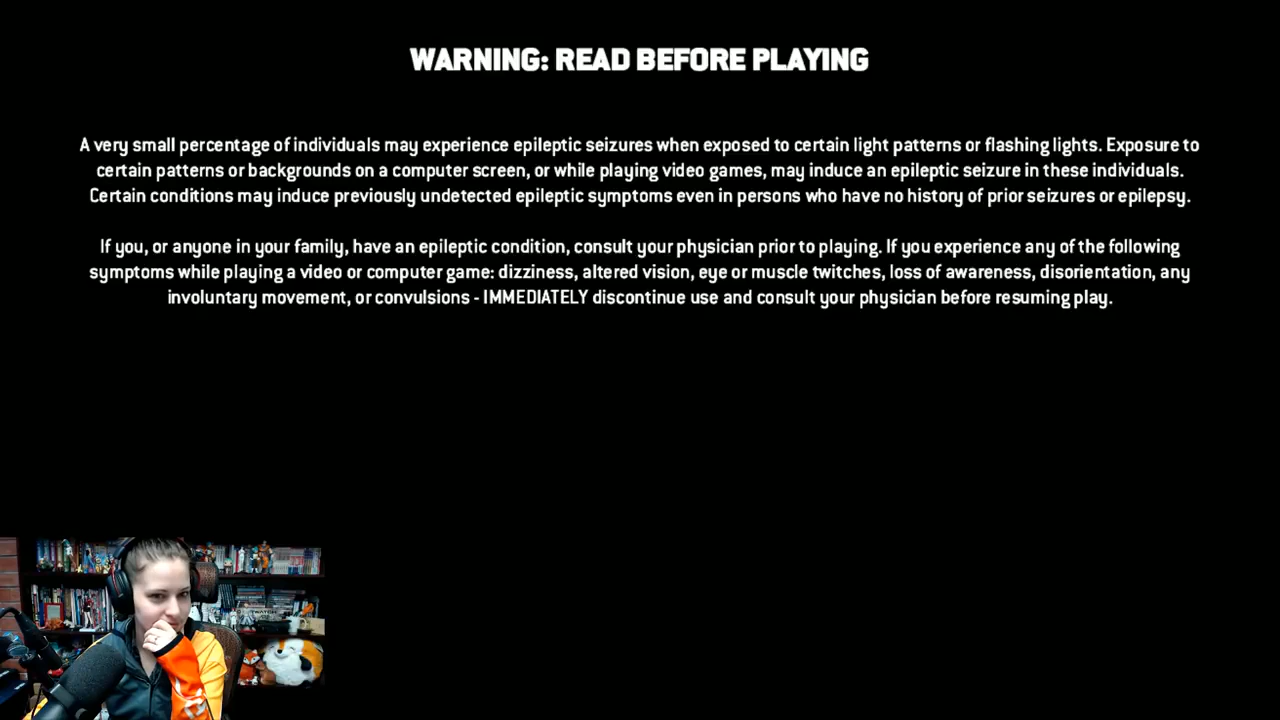 WARNING: READ BEFORE PLAYING
A very small percentage of individuals may experience epileptic seizures when exposed to certain light patterns or flashing lights. Exposure to
certain patterns or backgrounds on a computer screen, or while playing video games, may induce an epileptic seizure in these individuals.
Certain conditions may induce previously undetected epileptic symptoms even in persons who have no history of prior seizures or epilepsy.
If you, or anyone in your family, have an epileptic condition, consult your physician prior to playing. If you experience any of the following
symptoms while playing a video or computer game: dizziness, altered vision, eye or muscle twitches, loss of awareness, disorientation, any
involuntary movement, or convulsions - IMMEDIATELY discontinue use and consult your physician before resuming play.